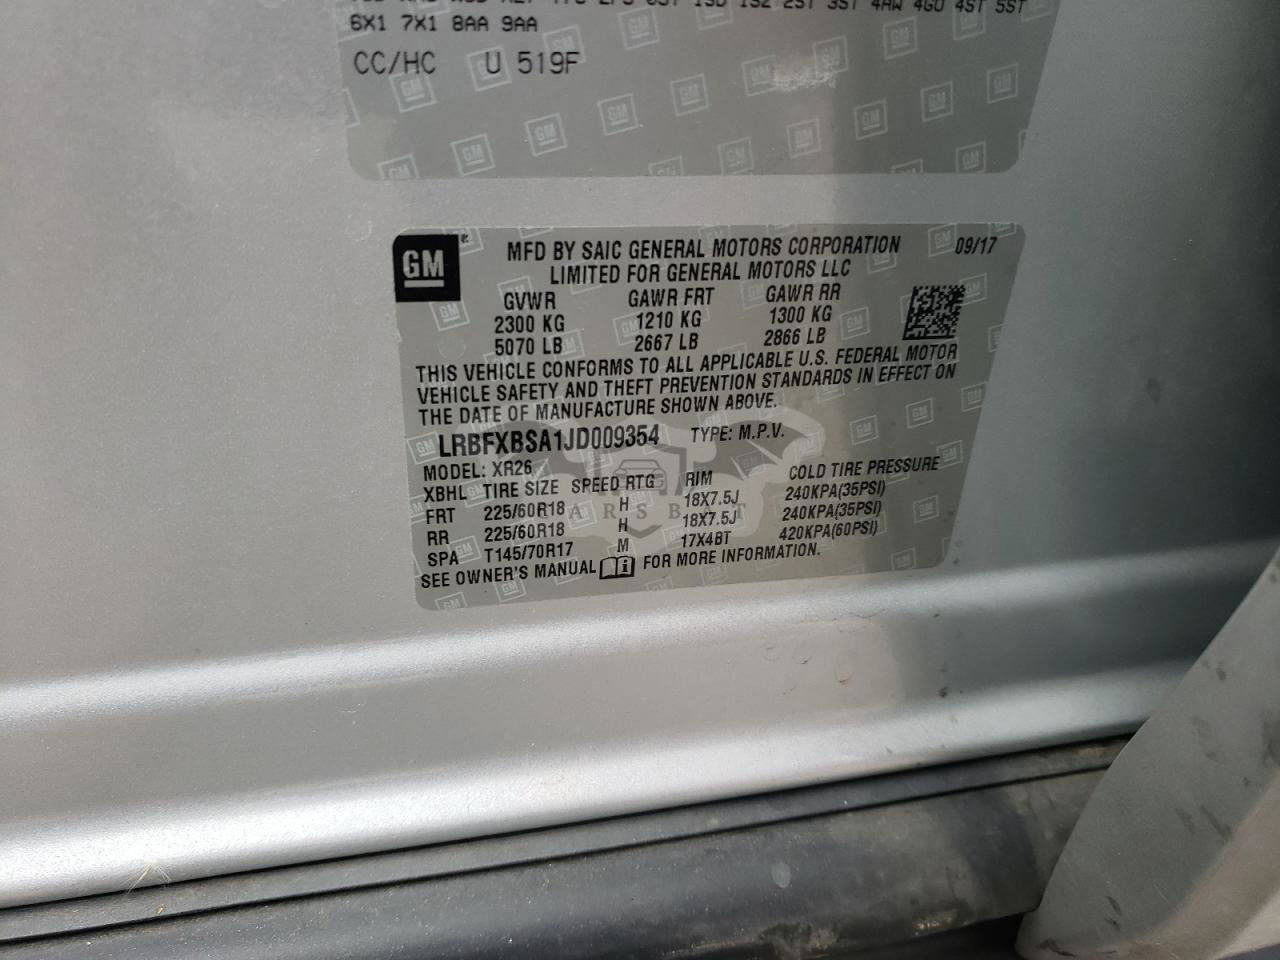 6X1 7X1 8AA 9AA
CC/HC U 519F
GM
MFD BY SAIC GENERAL MOTORS CORPORATION 09/17
LIMITED FOR GENERAL MOTORS LLC
GVWR GAWR FRT GAWR RR
2300 KG 1210 KG 1300 KG
5070 LB 2667 LB 2866 LB
THIS VEHICLE CONFORMS TO ALL APPLICABLE U.S. FEDERAL MOTOR
VEHICLE SAFETY AND THEFT PREVENTION STANDARDS IN EFFECT ON
THE DATE OF MANUFACTURE SHOWN ABOVE.
LRBFXBSA1JD009354 TYPE: M.P.V.
MODEL: XR26
XBHL TIRE SIZE SPEED RTG RIM COLD TIRE PRESSURE
FRT 225/60R18 H 18X7.5J 240KPA(35PSI)
RR 225/60R18 H 18X7.5J 240KPA(35PSI)
SPA T145/70R17 M 17X4BT 420KPA(60PSI)
SEE OWNER'S MANUAL FOR MORE INFORMATION.